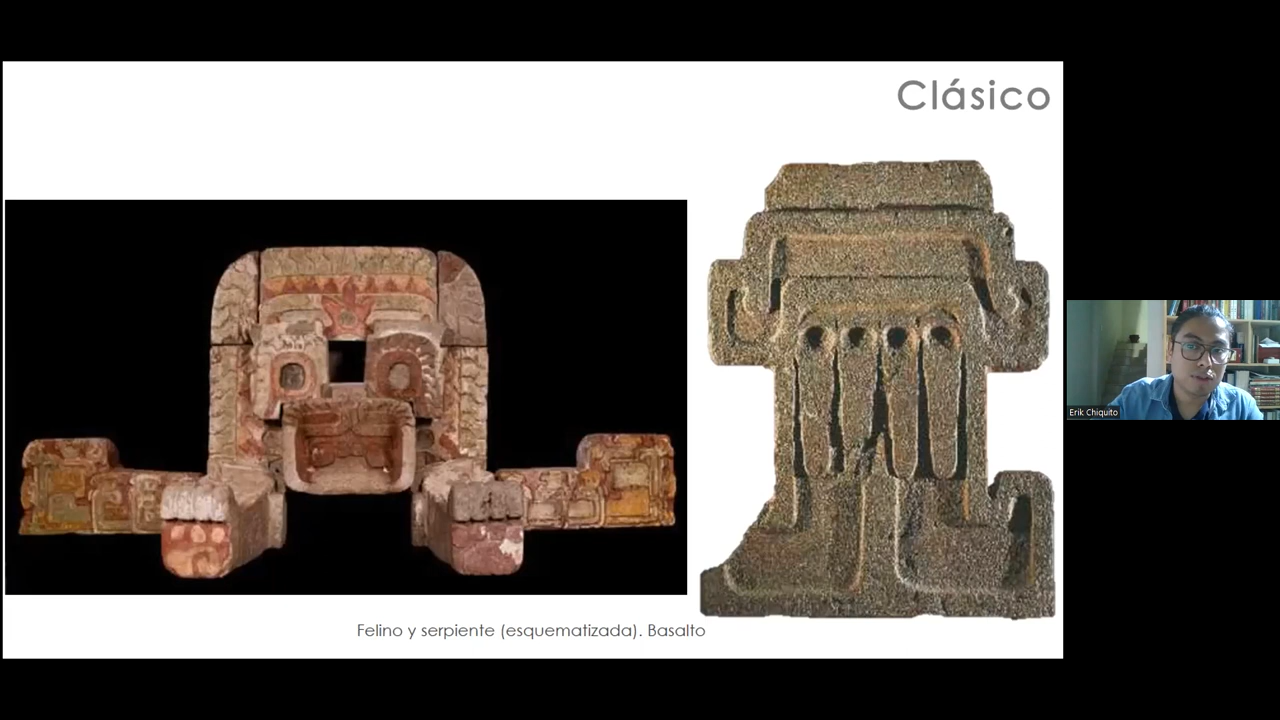 Clásico
Erik Chiquito
Felino y serpiente (esquematizada). Basalto